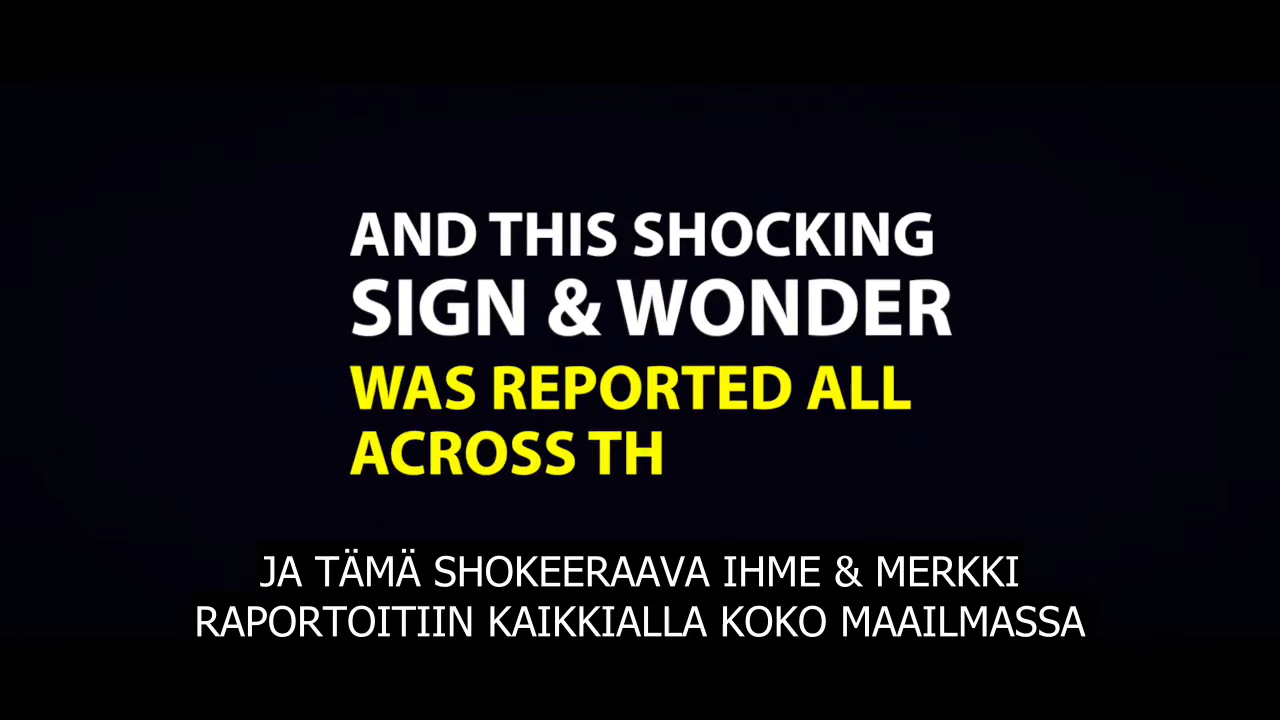 AND THIS SHOCKING
SIGN & WONDER
WAS REPORTED ALL
ACROSS TH
JA TÄMÄ SHOKEERAAVA IHME & MERKKI
RAPORTOITIIN KAIKKIALLA KOKO MAAILMASSA